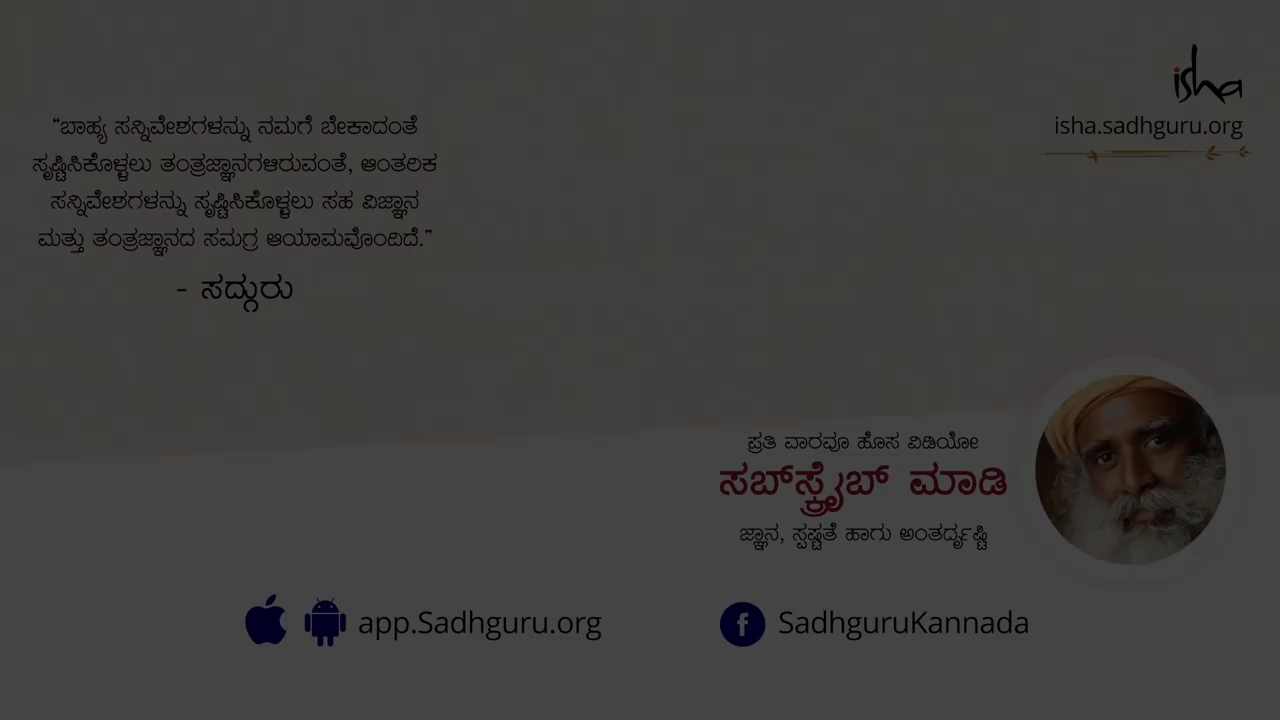 “ಬಾಹ್ಯ ಸನ್ನಿವೇಶಗಳನ್ನು ನಮಗೆ ಬೇಕಾದಂತೆ
ಸೃಷ್ಟಿಸಿಕೊಳ್ಳಲು ತಂತ್ರಜ್ಞಾನಗಳಿರುವಂತೆ, ಆಂತರಿಕ
ಸನ್ನಿವೇಶಗಳನ್ನು ಸೃಷ್ಟಿಸಿಕೊಳ್ಳಲು ಸಹ ವಿಜ್ಞಾನ
ಮತ್ತು ತಂತ್ರಜ್ಞಾನದ ಸಮಗ್ರ ಆಯಾಮವೊಂದಿದೆ.”
- ಸದ್ಗುರು
isha
isha.sadhguru.org
ಪ್ರತಿ ವಾರವೂ ಹೊಸ ವಿಡಿಯೋ
ಸಬ್‌ಸ್ಕ್ರೈಬ್ ಮಾಡಿ
ಜ್ಞಾನ, ಸ್ಪಷ್ಟತೆ ಹಾಗು ಅಂತರ್ದೃಷ್ಟಿ
app.Sadhguru.org
SadhguruKannada